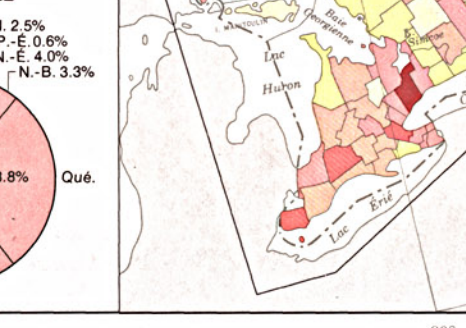 2.5%
0.6%
4.0%
N.-B. 3.3%
.8%
Qué.
I. MANITOULIN
Baie
Georgienne
L. Simcoe
Lac
Huron
Lac Érié